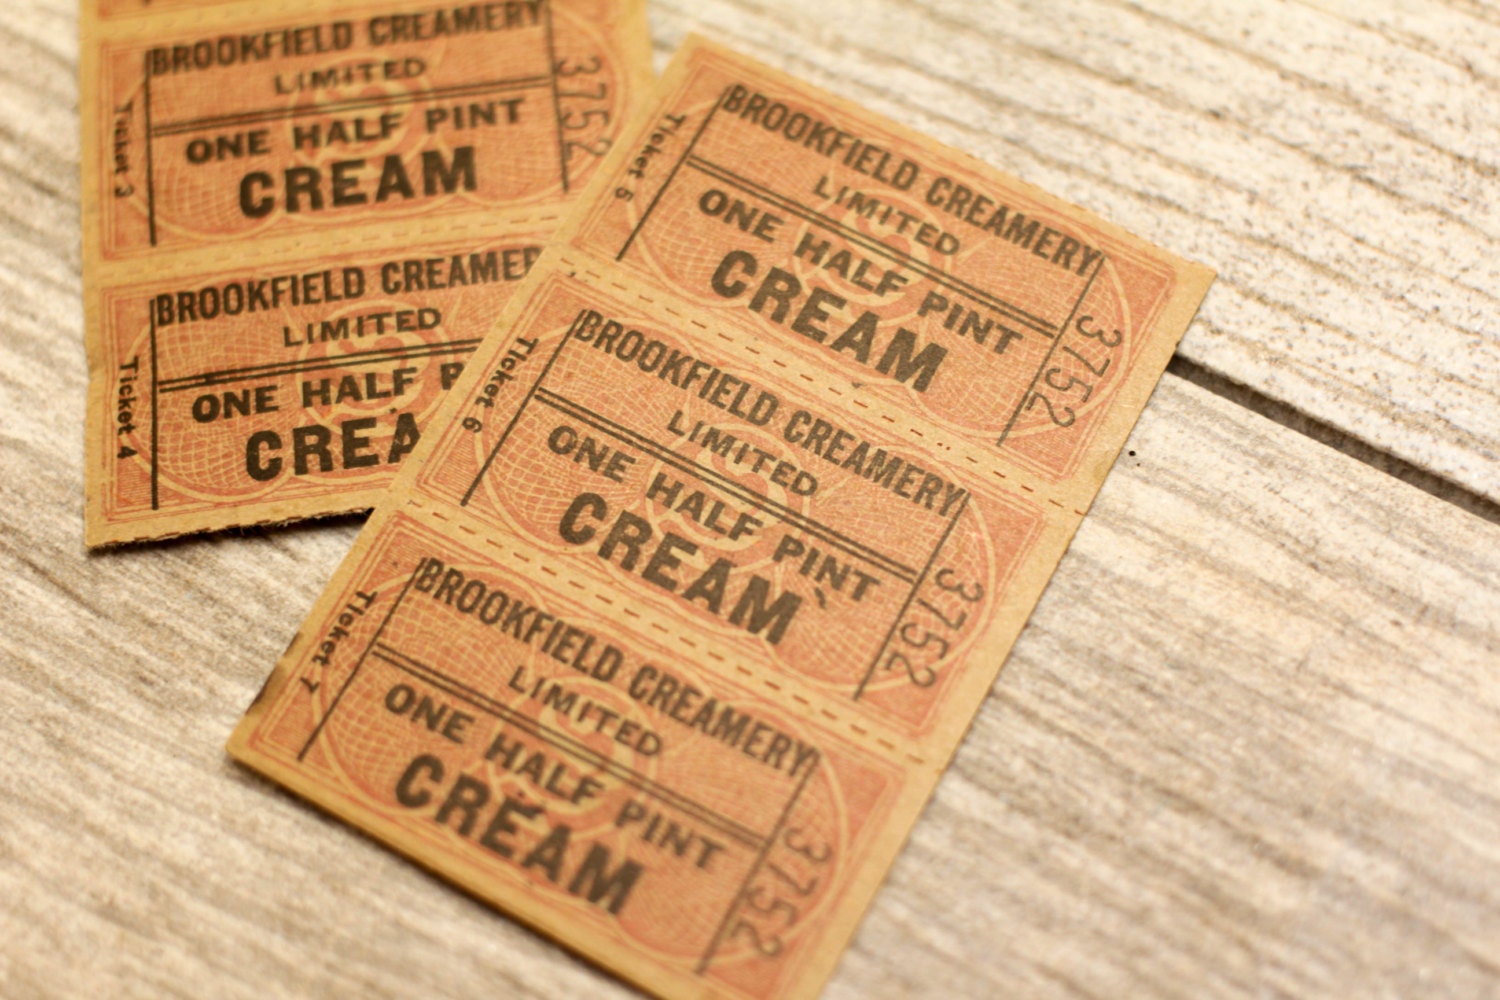 BROOKFIELD CREAMERY
LIMITED
ONE HALF PINT
CREAM
Ticket 3
3752
BROOKFIELD CREAMER
LIMITED
ONE HALF P
CREA
Ticket 4
BROOKFIELD CREAMERY
LIMITED
ONE HALF PINT
CREAM
Ticket 5
3752
BROOKFIELD CREAMERY
LIMITED
ONE HALF PINT
CREAM
Ticket 6
3752
BROOKFIELD CREAMERY
LIMITED
ONE HALF PINT
CREAM
Ticket 7
3752